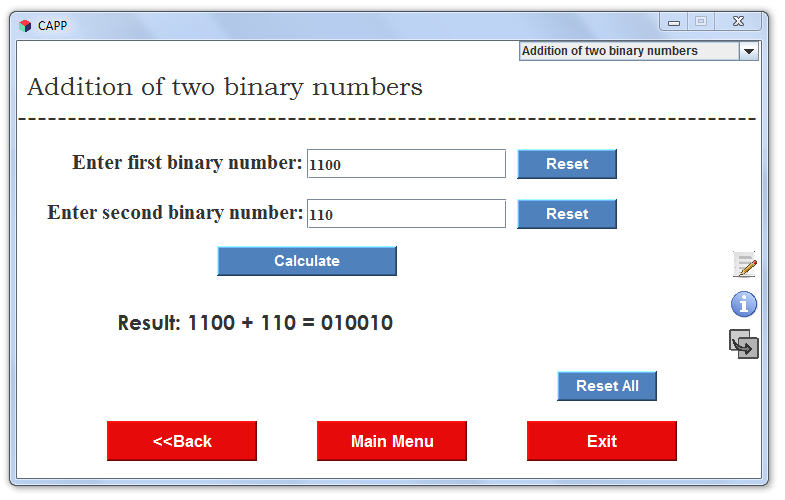 CAPP
Addition of two binary numbers
Addition of two binary numbers
Enter first binary number: 1100 Reset
Enter second binary number: 110 Reset
Calculate
Result: 1100 + 110 = 010010
Reset All
<<Back Main Menu Exit